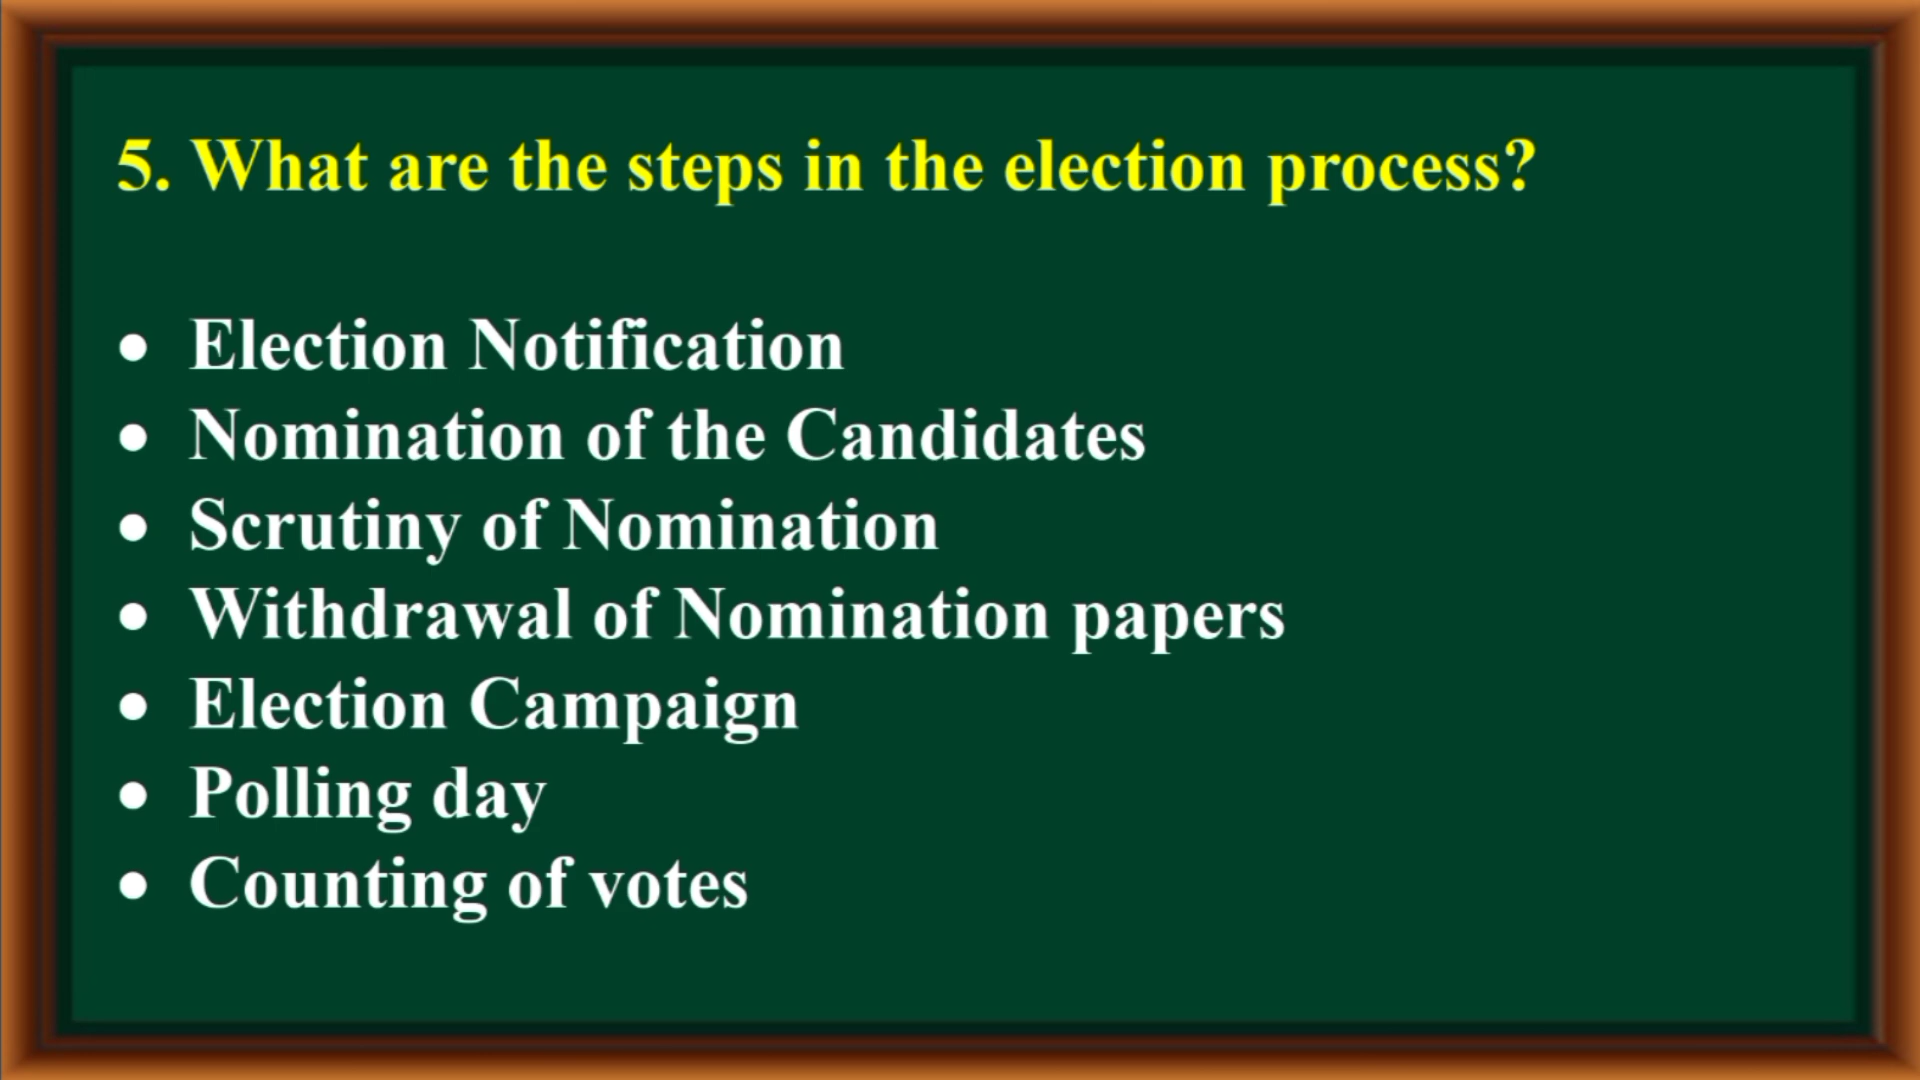 5. What are the steps in the election process?
• Election Notification
• Nomination of the Candidates
• Scrutiny of Nomination
• Withdrawal of Nomination papers
• Election Campaign
• Polling day
• Counting of votes